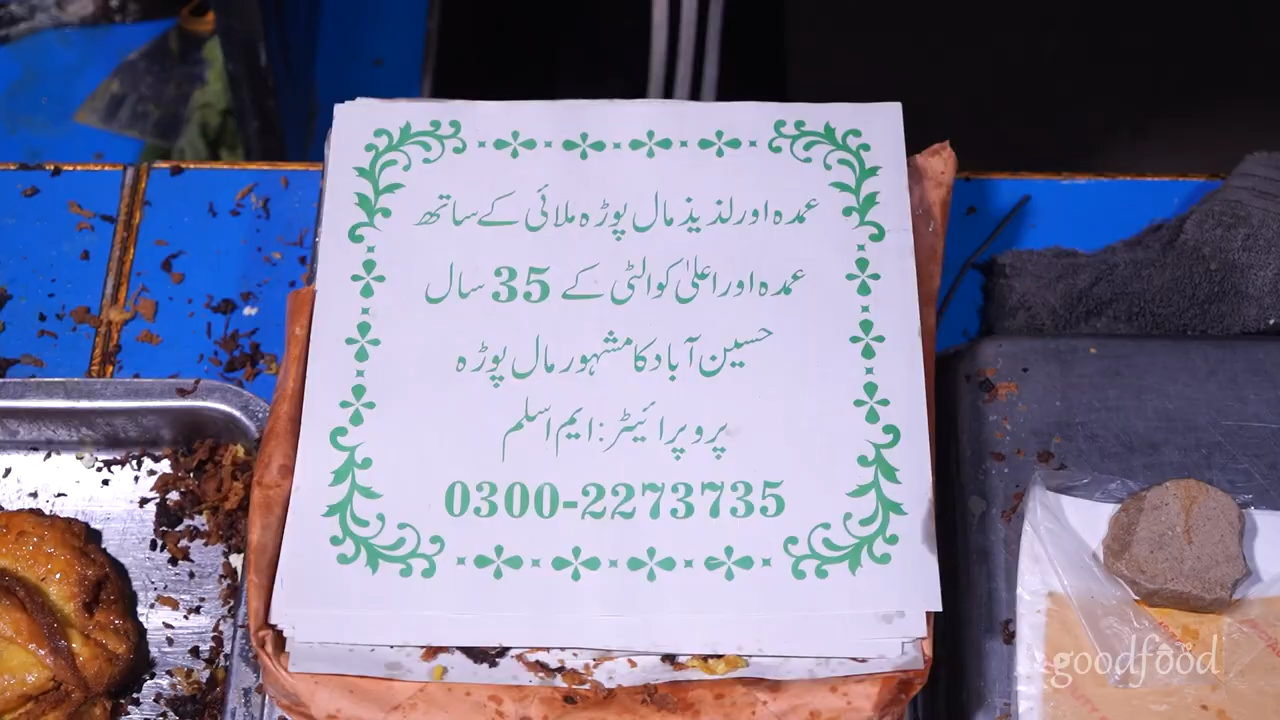 عمدہ اور لذیذ مال پوڑہ ملائی کے ساتھ
عمدہ اور اعلیٰ کوالٹی کے 35 سال
حسین آباد کا مشہور مال پوڑہ
پروپرائیٹر: ایم اسلم
0300-2273735
goodfood